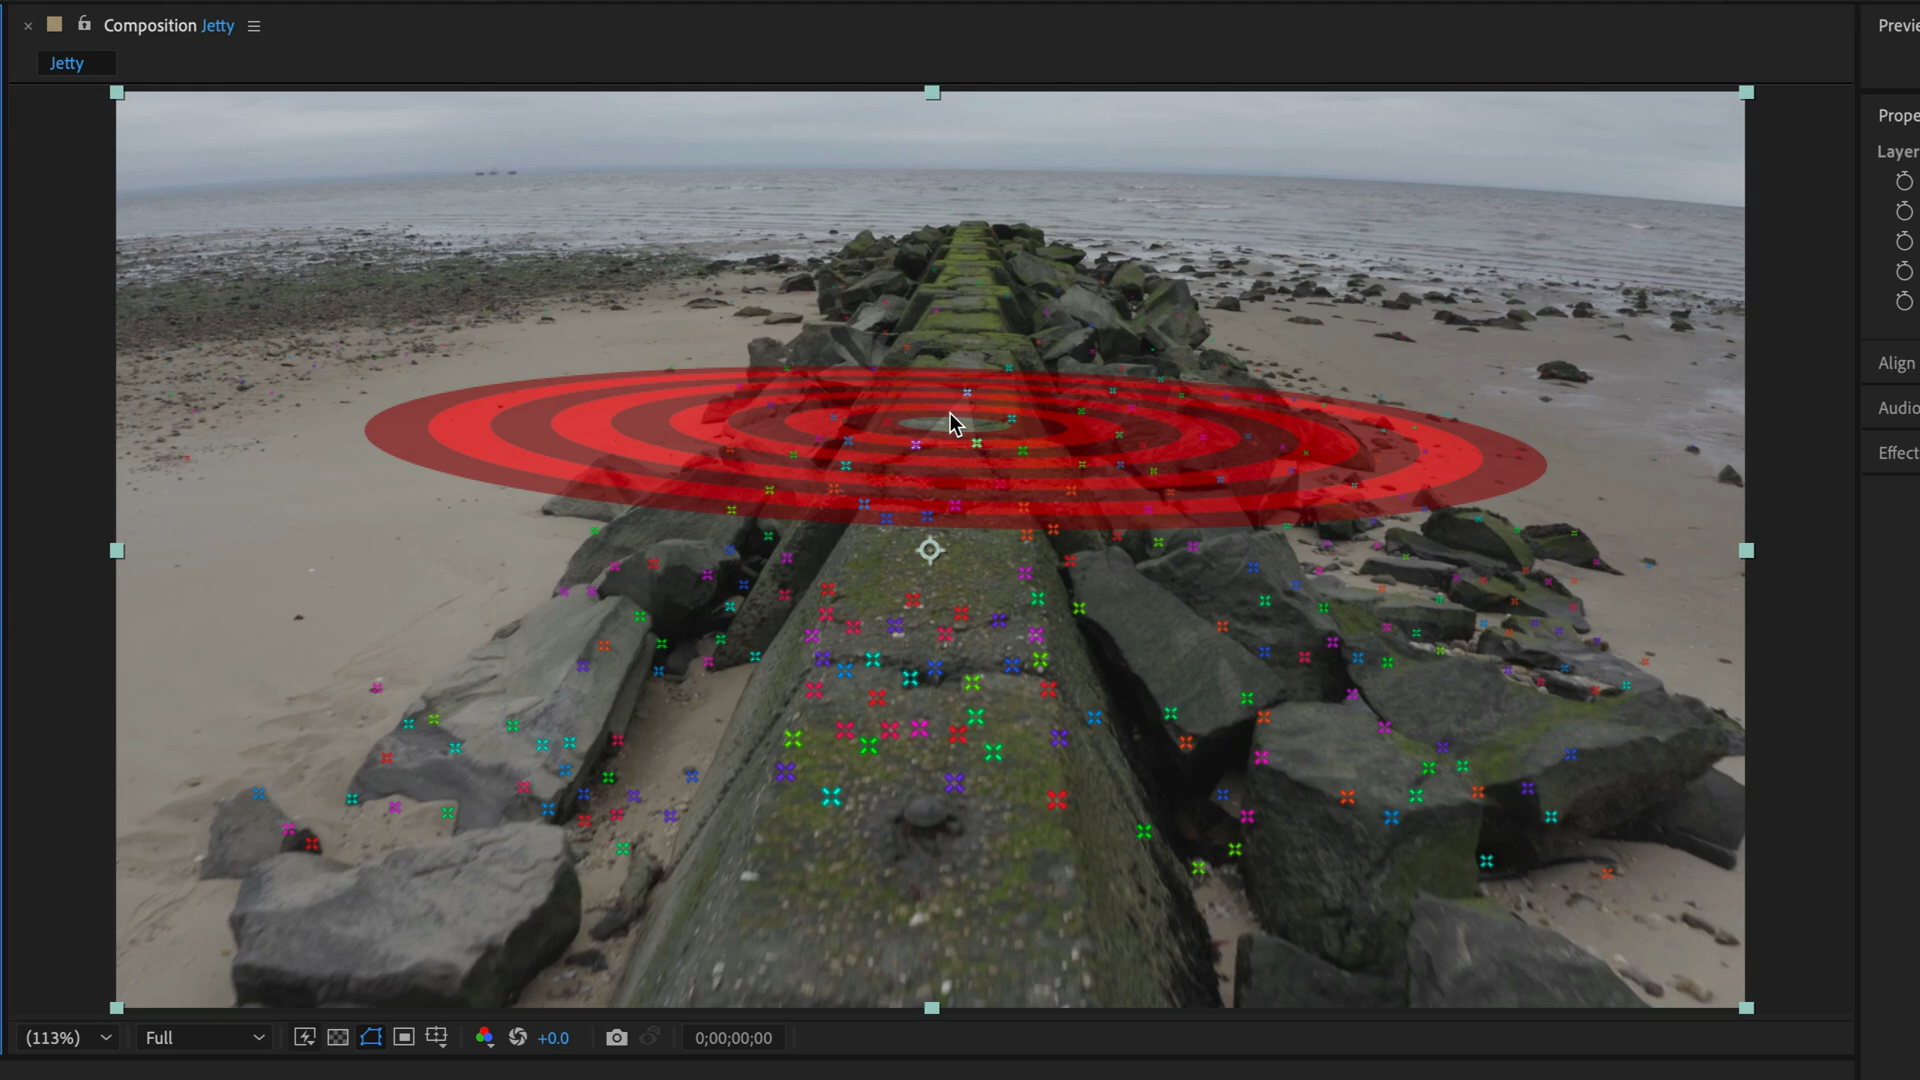 Composition Jetty
Jetty
Previe
Prope
Layer
Align
Audio
Effect
(113%)
Full
+0.0
0;00;00;00